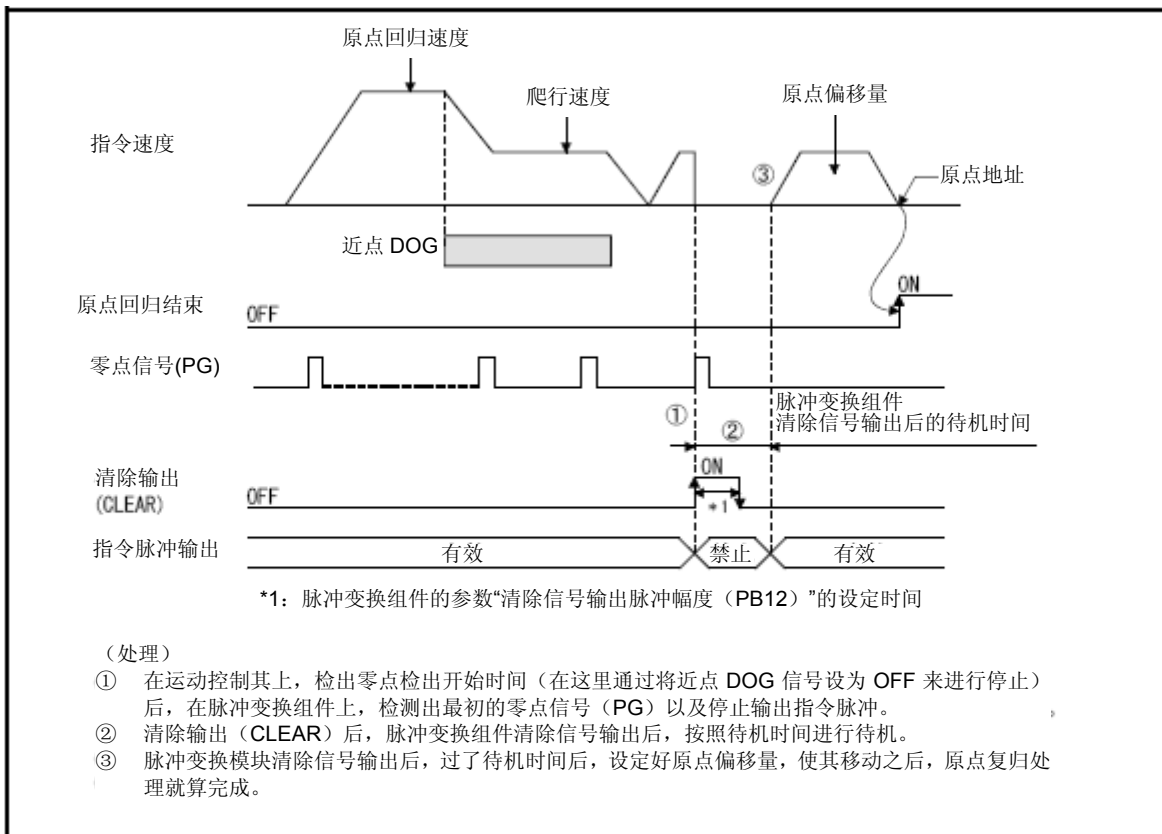 原点回归速度
爬行速度
原点偏移量
指令速度
③
原点地址
近点 DOG
原点回归结束
OFF
ON
零点信号(PG)
①
②
脉冲变换组件
清除信号输出后的待机时间
清除输出
(CLEAR)
OFF
ON
*1
指令脉冲输出
有效
禁止
有效
*1：脉冲变换组件的参数“清除信号输出脉冲幅度（PB12）”的设定时间
（处理）
① 在运动控制其上，检出零点检出开始时间（在这里通过将近点 DOG 信号设为 OFF 来进行停止）
后，在脉冲变换组件上，检测出最初的零点信号（PG）以及停止输出指令脉冲。
② 清除输出（CLEAR）后，脉冲变换组件清除信号输出后，按照待机时间进行待机。
③ 脉冲变换模块清除信号输出后，过了待机时间后，设定好原点偏移量，使其移动之后，原点复归处
理就算完成。